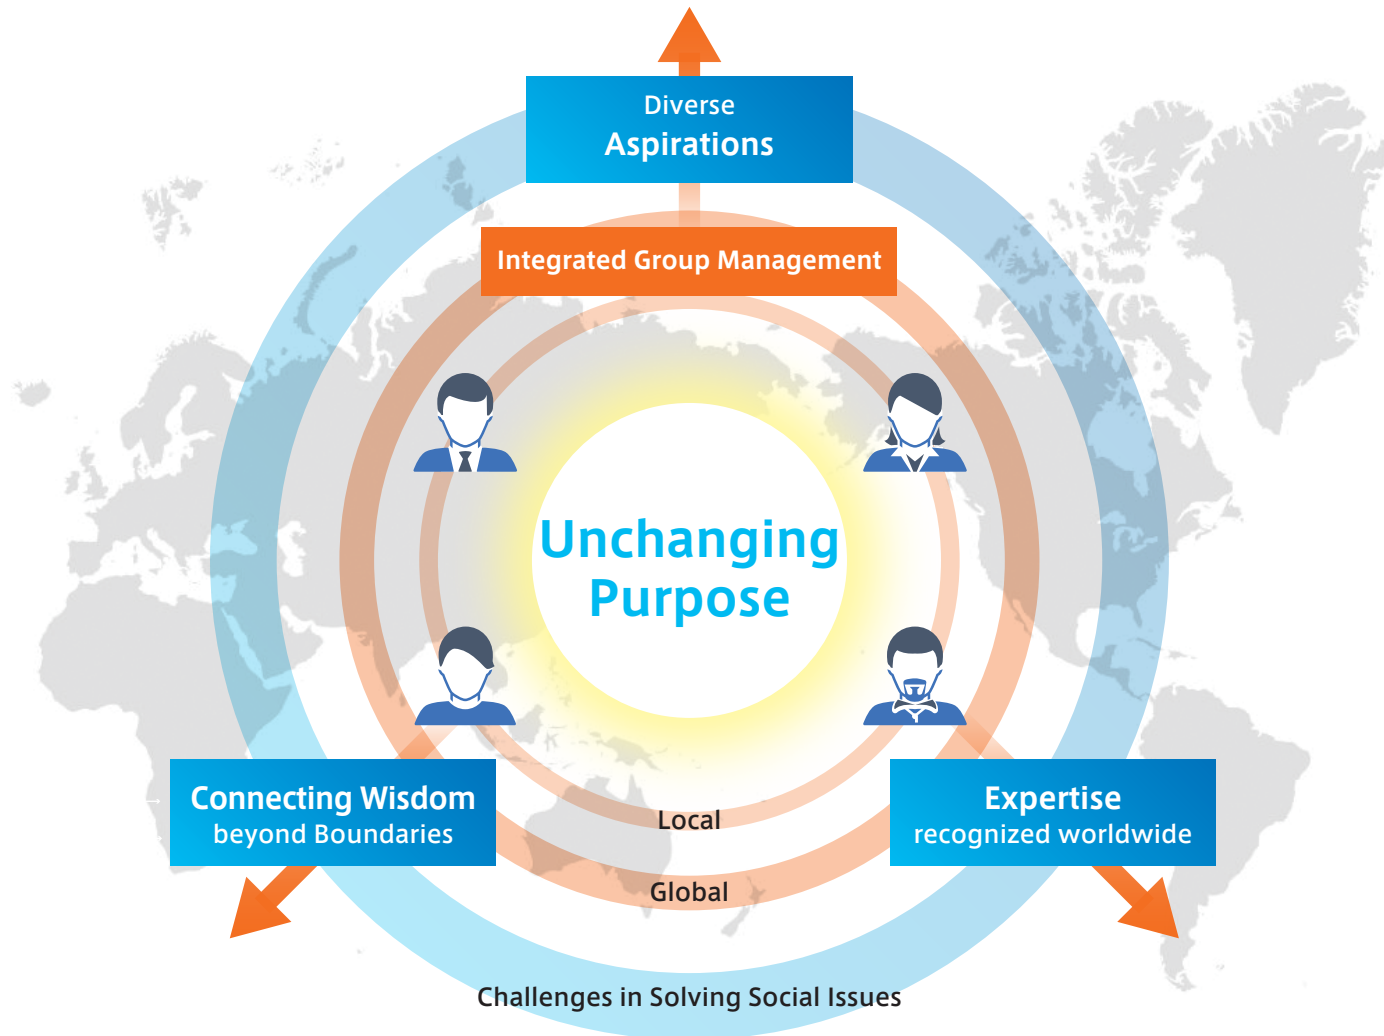 Diverse
Aspirations
Integrated Group Management
Unchanging
Purpose
Connecting Wisdom
beyond Boundaries
Expertise
recognized worldwide
Local
Global
Challenges in Solving Social Issues